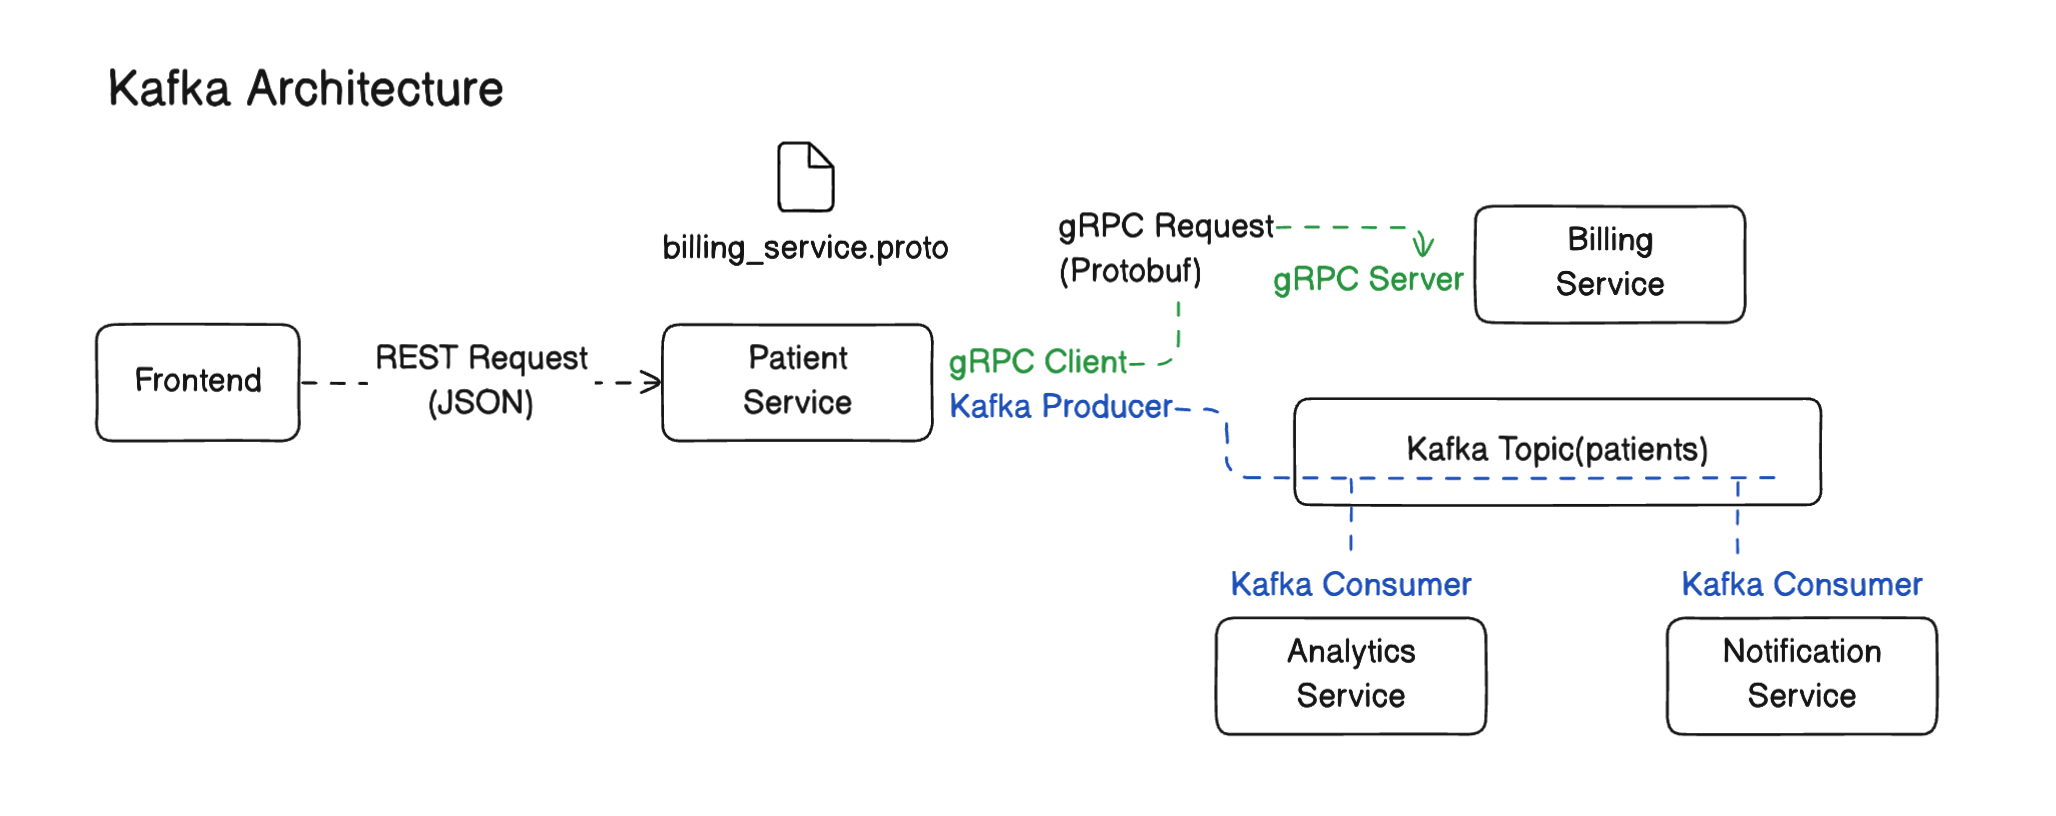 Kafka Architecture
billing_service.proto
gRPC Request
(Protobuf)
gRPC Server
Billing
Service
Frontend
REST Request
(JSON)
Patient
Service
gRPC Client
Kafka Producer
Kafka Topic(patients)
Kafka Consumer
Analytics
Service
Kafka Consumer
Notification
Service